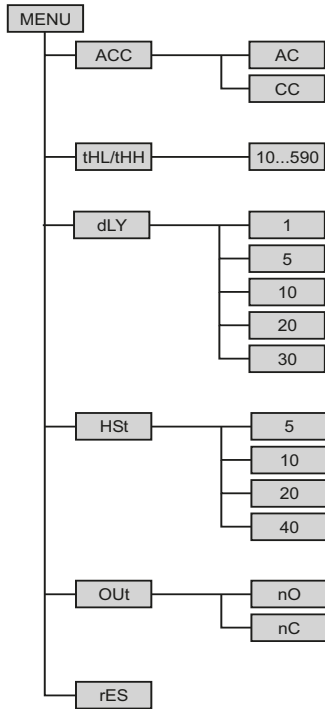 MENU
ACC
AC
CC
tHL/tHH
10...590
dLY
1
5
10
20
30
HSt
5
10
20
40
OUt
nO
nC
rES